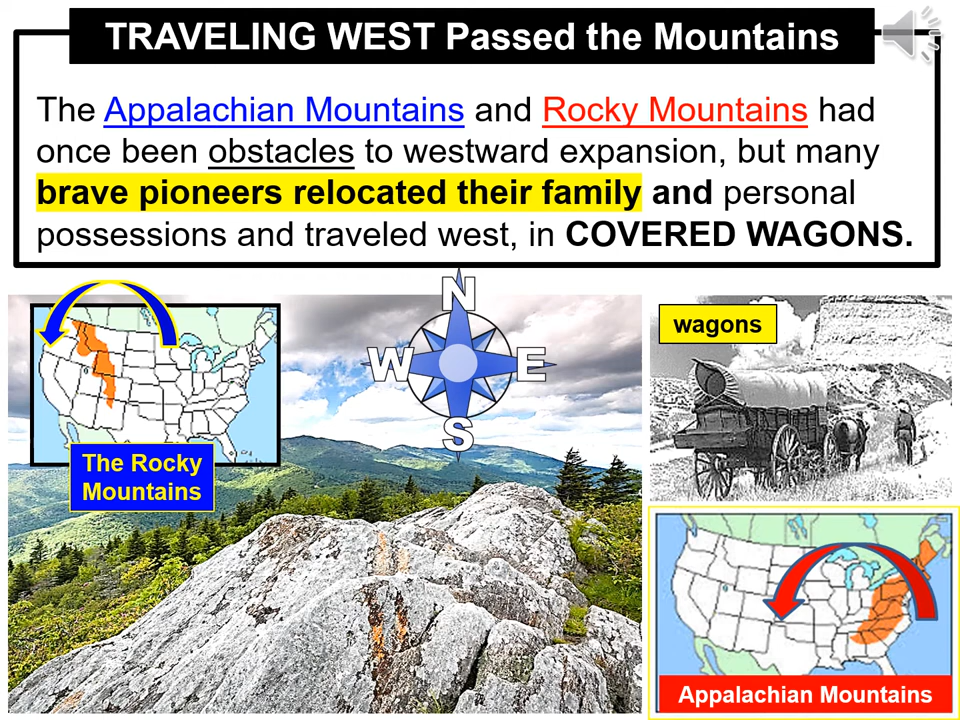 TRAVELING WEST Passed the Mountains
The Appalachian Mountains and Rocky Mountains had
once been obstacles to westward expansion, but many
brave pioneers relocated their family and personal
possessions and traveled west, in COVERED WAGONS.
N
W
E
S
The Rocky
Mountains
wagons
Appalachian Mountains